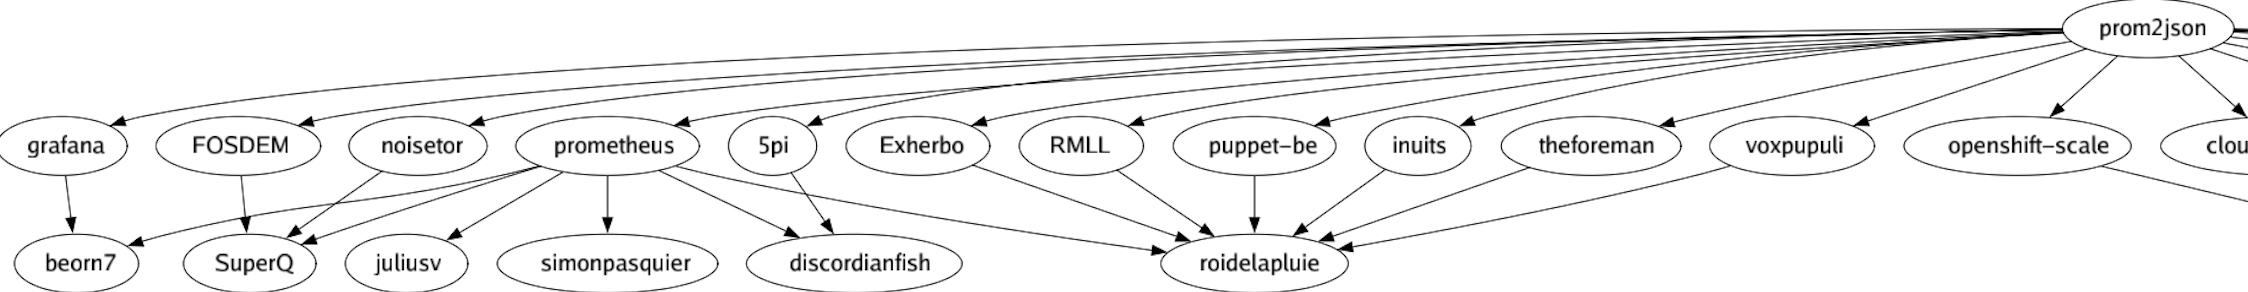 prom2json
grafana FOSDEM noisetor prometheus 5pi Exherbo RMLL puppet-be inuits theforeman voxpupuli openshift-scale clou
beorn7 SuperQ juliusv simonpasquier discordianfish roidelapluie